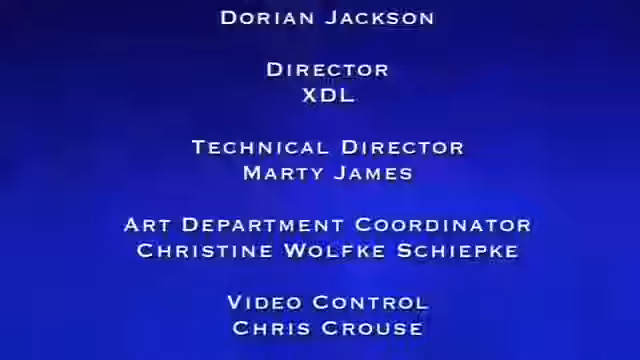 Dorian Jackson
Director
XDL
Technical Director
Marty James
Art Department Coordinator
Christine Wolfke Schiepke
Video Control
Chris Crouse